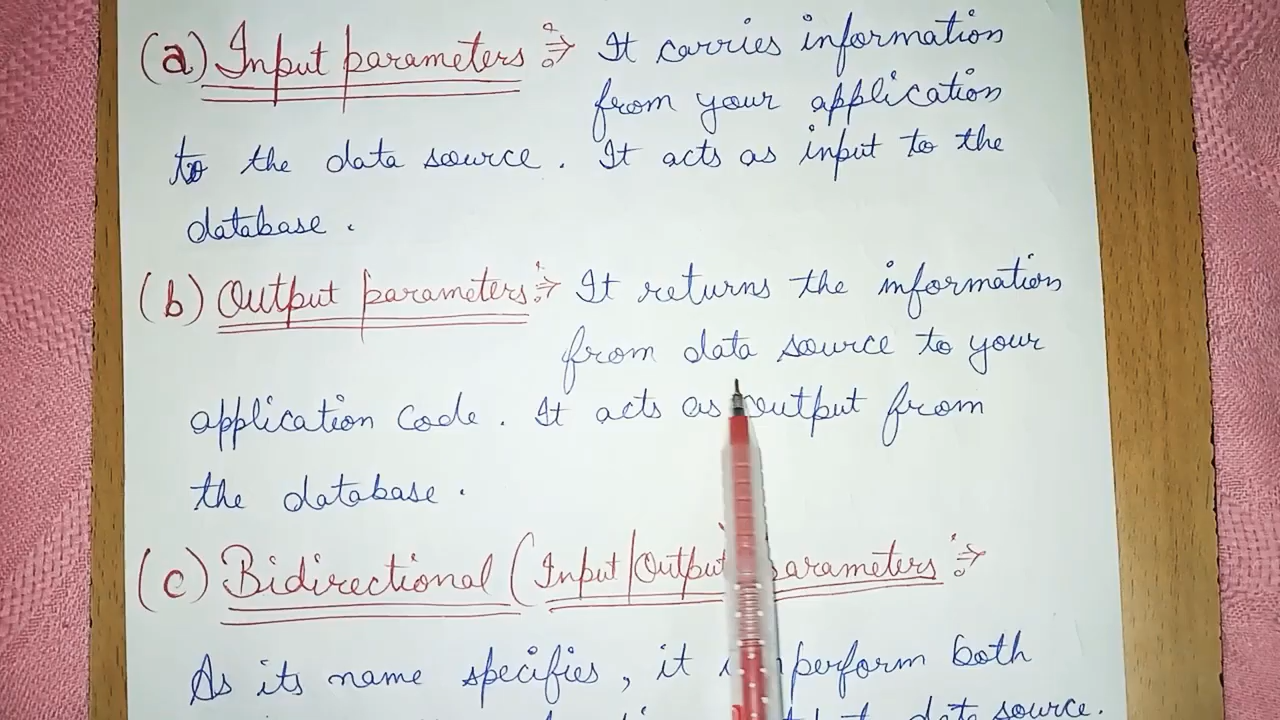 (a) Input parameters :⇒ It carries information
from your application
to the data source. It acts as input to the
database.
(b) Output parameters :⇒ It returns the information
from data source to your
application code. It acts as output from
the database.
(c) Bidirectional (Input/Output) parameters :⇒
As its name specifies, it perform both
data source.